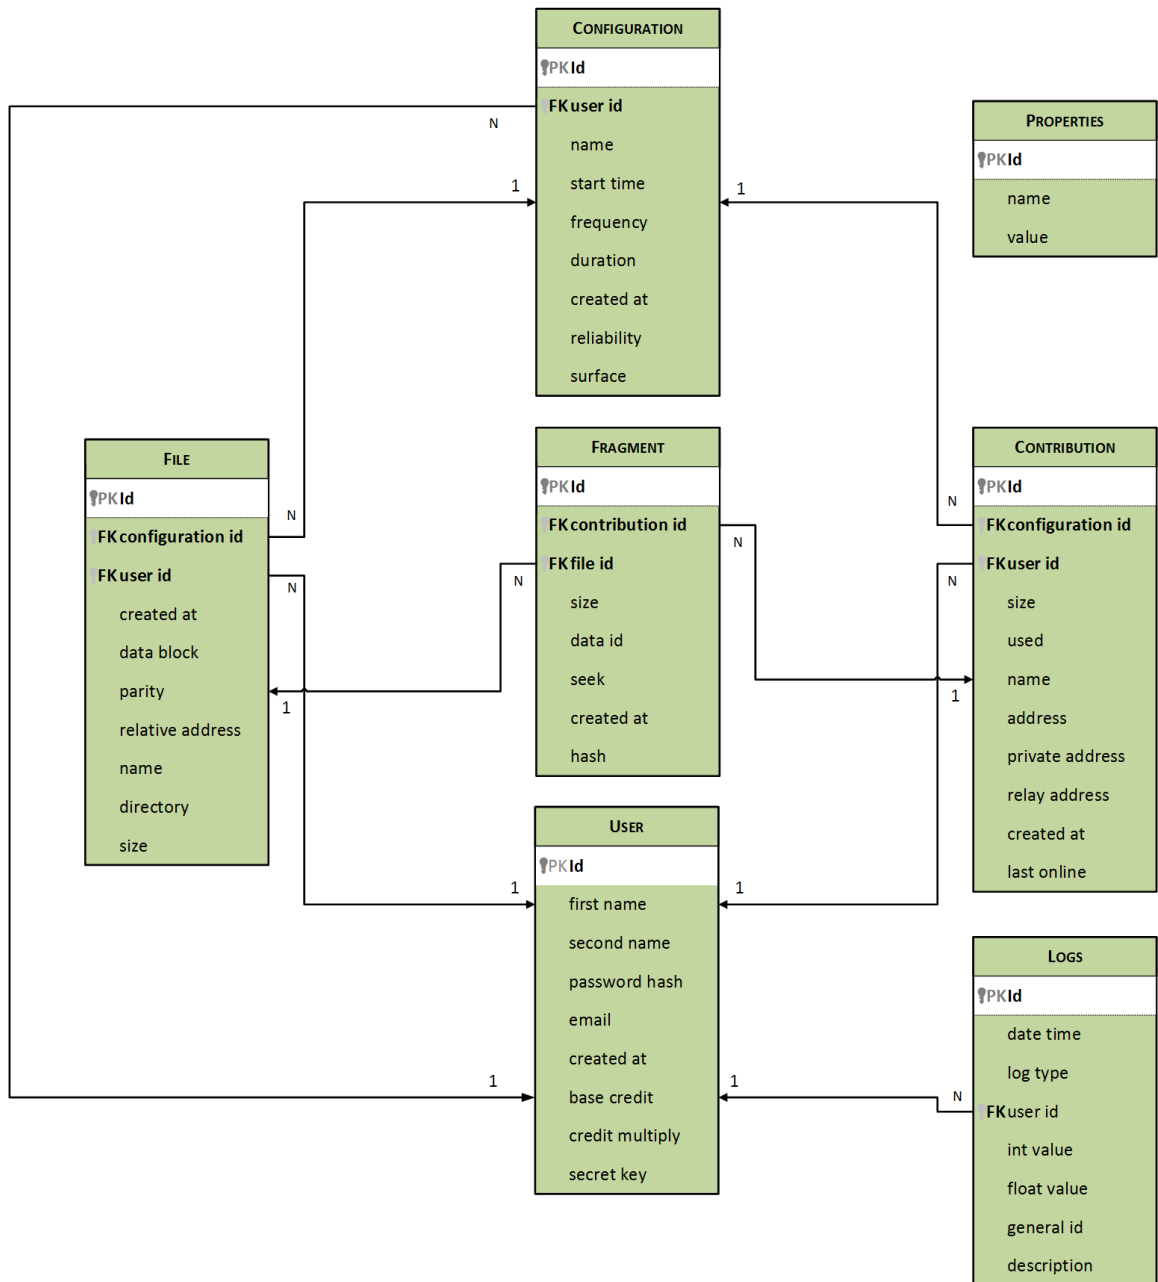 CONFIGURATION
PK Id
FK user id
name
start time
frequency
duration
created at
reliability
surface
N
1
1
PROPERTIES
PK Id
name
value
FILE
PK Id
FK configuration id
FK user id
created at
data block
parity
relative address
name
directory
size
N
N
1
FRAGMENT
PK Id
FK contribution id
FK file id
size
data id
seek
created at
hash
N
N
CONTRIBUTION
PK Id
FK configuration id
FK user id
size
used
name
address
private address
relay address
created at
last online
N
N
1
USER
PK Id
first name
second name
password hash
email
created at
base credit
credit multiply
secret key
1
1
1
1
LOGS
PK Id
date time
log type
FK user id
int value
float value
general id
description
N